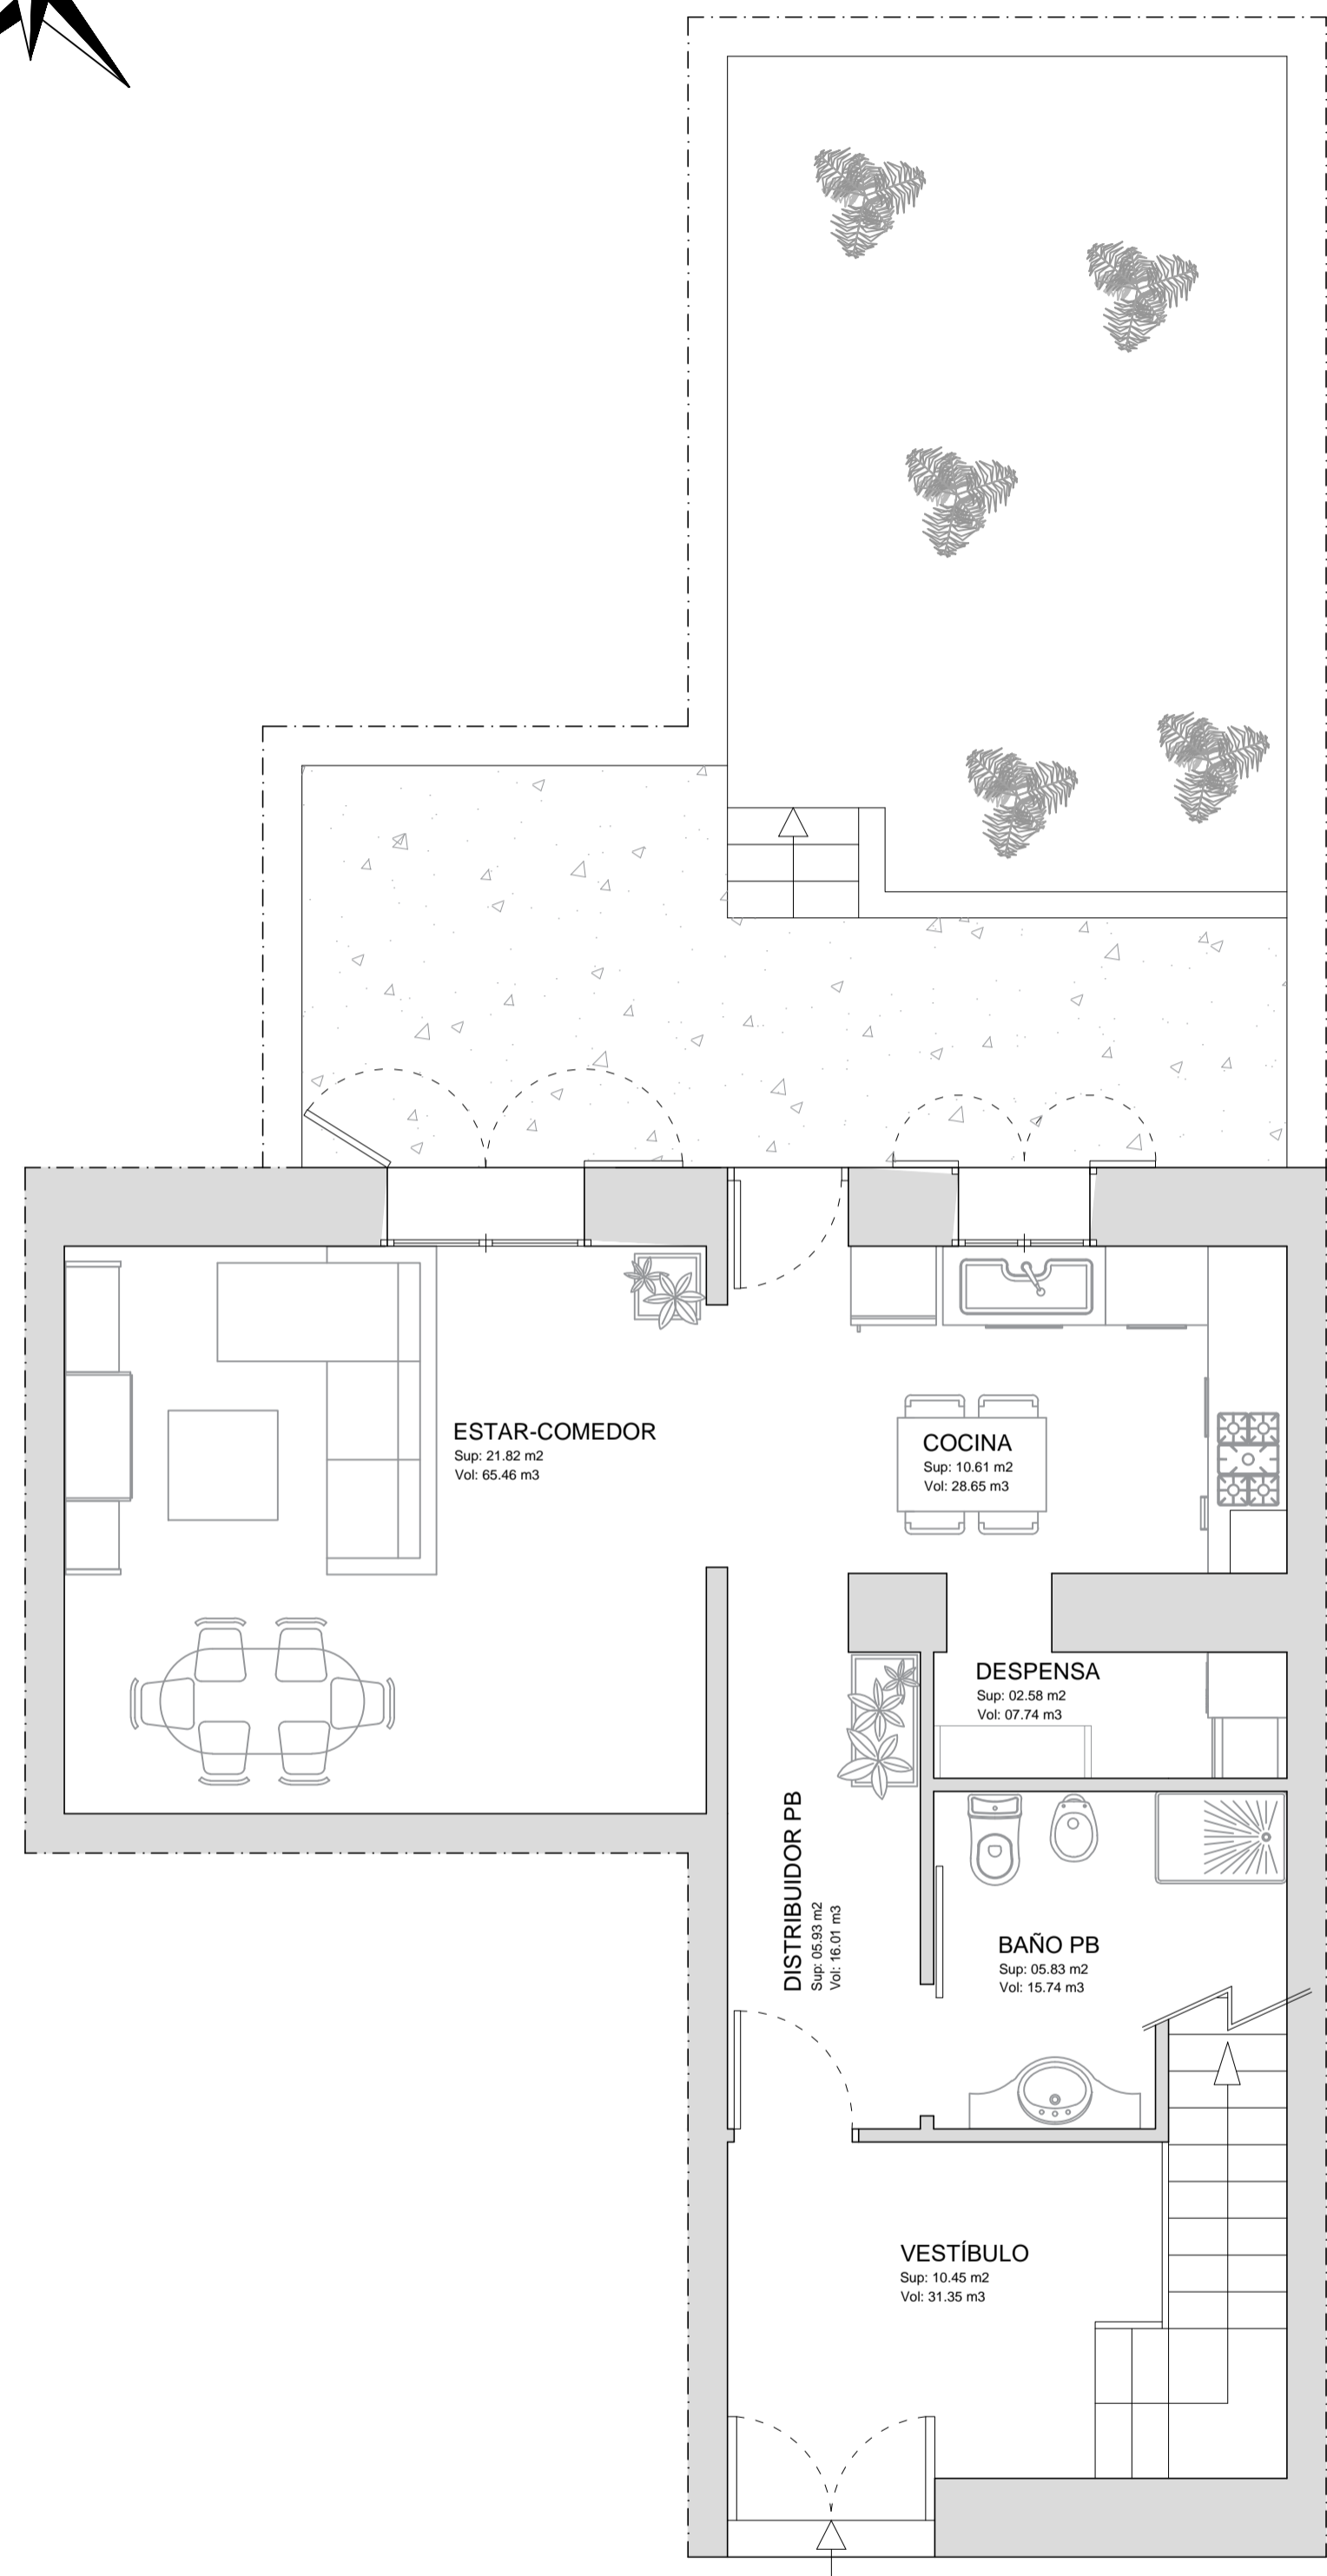 ESTAR-COMEDOR
Sup: 21.82 m2
Vol: 65.46 m3
COCINA
Sup: 10.61 m2
Vol: 28.65 m3
DESPENSA
Sup: 02.58 m2
Vol: 07.74 m3
DISTRIBUIDOR PB
Sup: 05.93 m2
Vol: 16.01 m3
BAÑO PB
Sup: 05.83 m2
Vol: 15.74 m3
VESTÍBULO
Sup: 10.45 m2
Vol: 31.35 m3